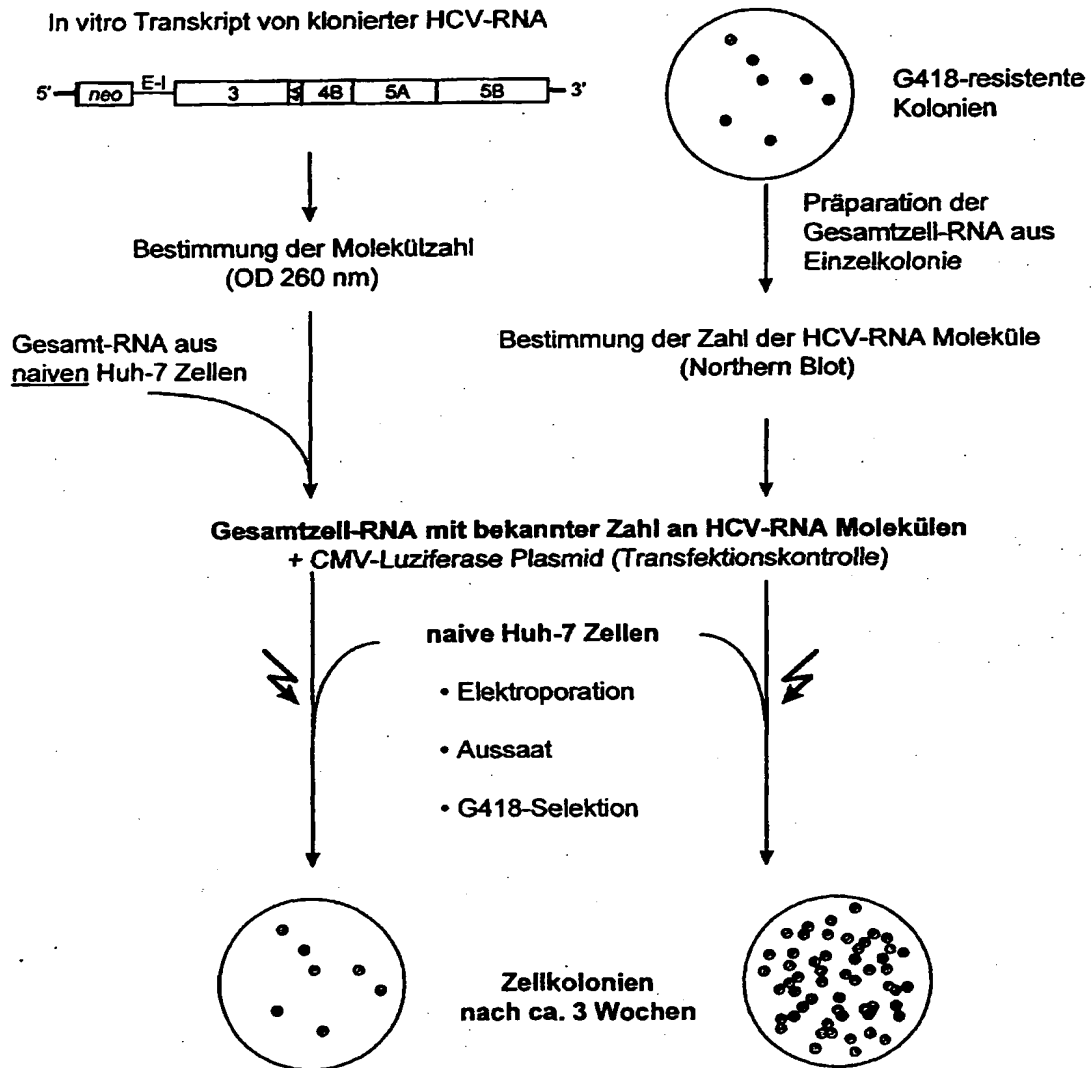 In vitro Transkript von klonierter HCV-RNA
5' neo E-I 3 4B 5A 5B 3'
G418-resistente
Kolonien
Präparation der
Gesamtzell-RNA aus
Einzelkolonie
Bestimmung der Molekülzahl
(OD 260 nm)
Gesamt-RNA aus
naiven Huh-7 Zellen
Bestimmung der Zahl der HCV-RNA Moleküle
(Northern Blot)
Gesamtzell-RNA mit bekannter Zahl an HCV-RNA Molekülen
+ CMV-Luziferase Plasmid (Transfektionskontrolle)
naive Huh-7 Zellen
• Elektroporation
• Aussaat
• G418-Selektion
Zellkolonien
nach ca. 3 Wochen